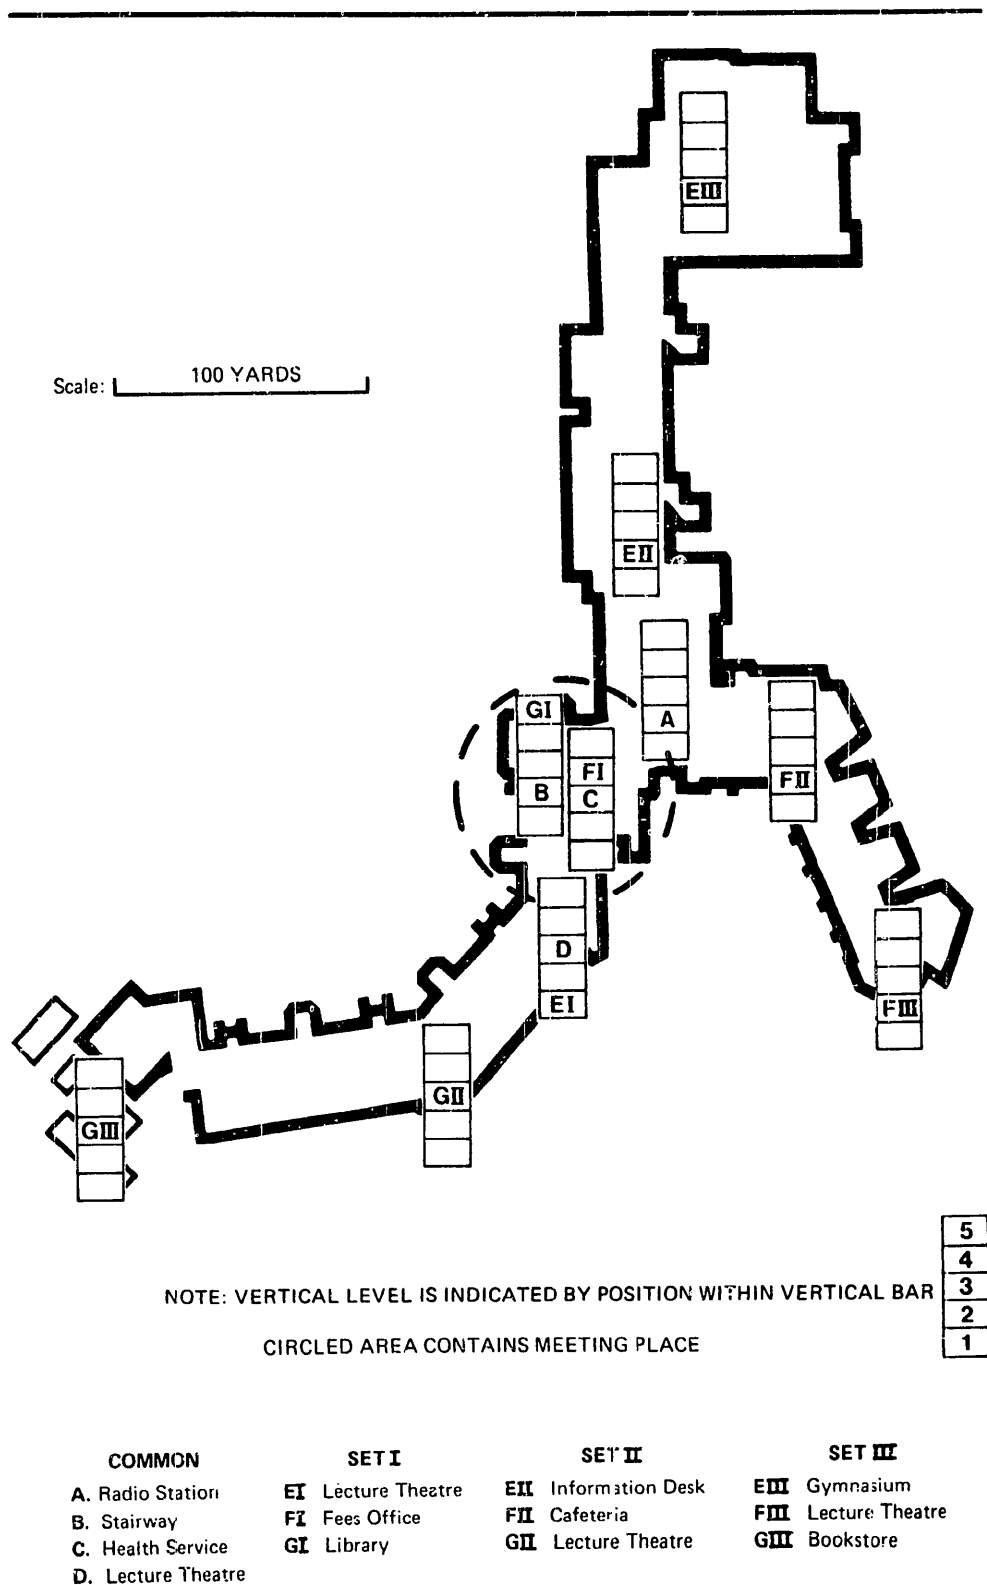 EIII
Scale:
100 YARDS
EII
A
GI
FI
B
C
FII
D
EI
FIII
GII
GIII
5
4
3
2
1
NOTE: VERTICAL LEVEL IS INDICATED BY POSITION WITHIN VERTICAL BAR
CIRCLED AREA CONTAINS MEETING PLACE
COMMON
A. Radio Station
B. Stairway
C. Health Service
D. Lecture Theatre
SET I
EI Lecture Theatre
FI Fees Office
GI Library
SET II
EII Information Desk
FII Cafeteria
GII Lecture Theatre
SET III
EIII Gymnasium
FIII Lecture Theatre
GIII Bookstore